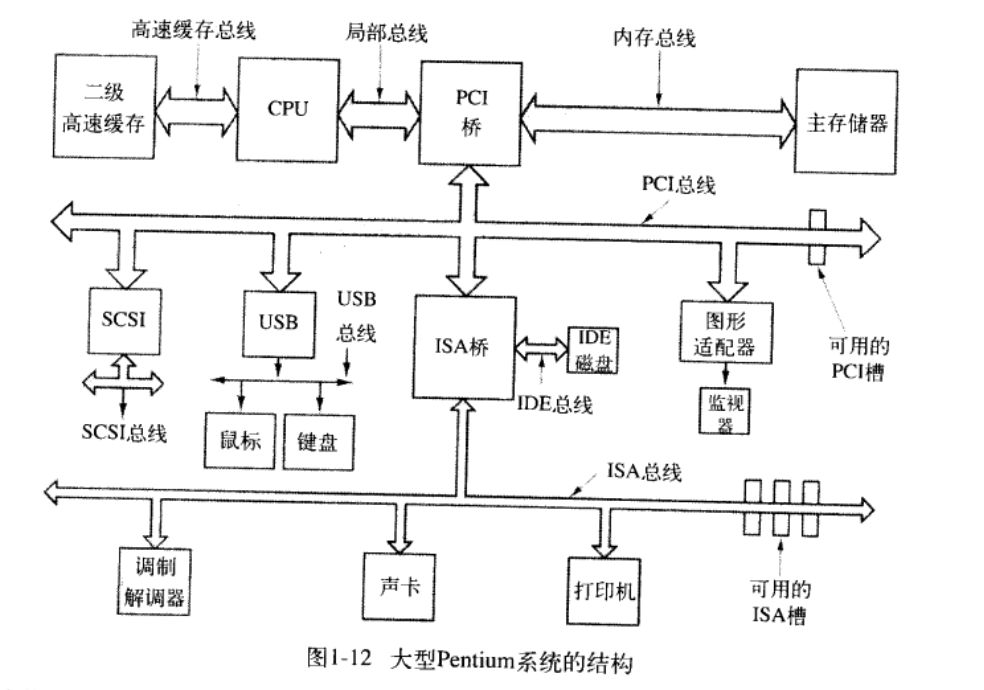 高速缓存总线
局部总线
内存总线
二级
高速缓存
CPU
PCI
桥
主存储器
PCI总线
SCSI
USB
USB
总线
ISA桥
IDE
磁盘
图形
适配器
可用的
PCI槽
IDE总线
监视
器
SCSI总线
鼠标
键盘
ISA总线
调制
解调器
声卡
打印机
可用的
ISA槽
图1-12 大型Pentium系统的结构